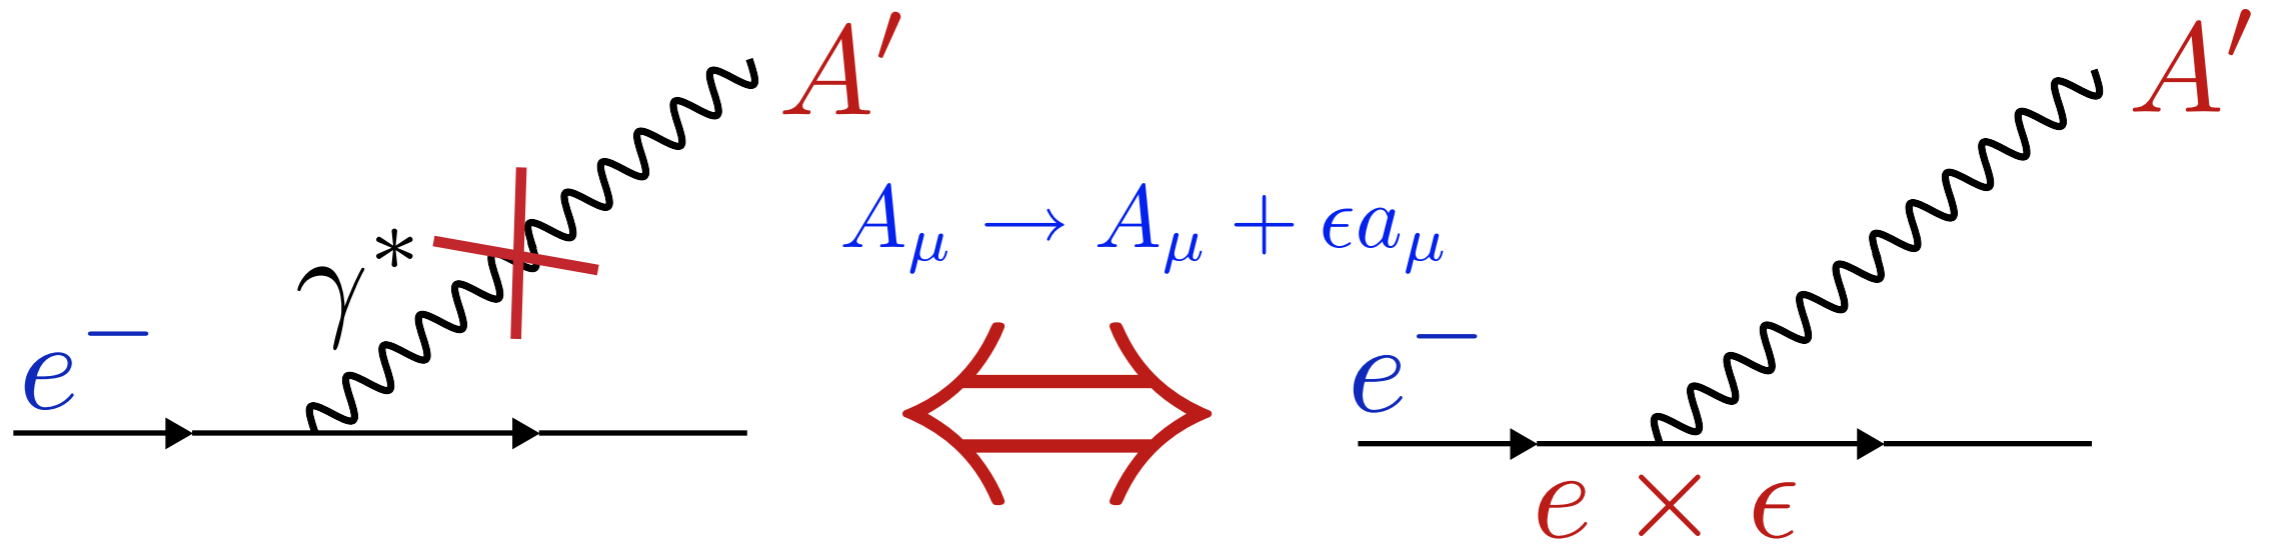 A′
A′
A_μ → A_μ + ϵa_μ
γ*
e⁻
e⁻
e × ϵ